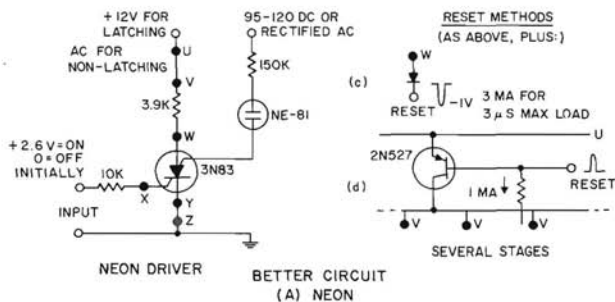 +12V FOR
LATCHING
95-120 DC OR
RECTIFIED AC
AC FOR
NON-LATCHING
U
V
150K
3.9K
NE-81
W
+2.6 V=ON
0=OFF
INITIALLY
10K
3N83
X
Y
INPUT
Z
NEON DRIVER
RESET METHODS
(AS ABOVE, PLUS:)
W
(c)
RESET
-1V
3 MA FOR
3 μS MAX LOAD
U
2N527
(d)
1 MA
RESET
V
V
V
SEVERAL STAGES
BETTER CIRCUIT
(A) NEON